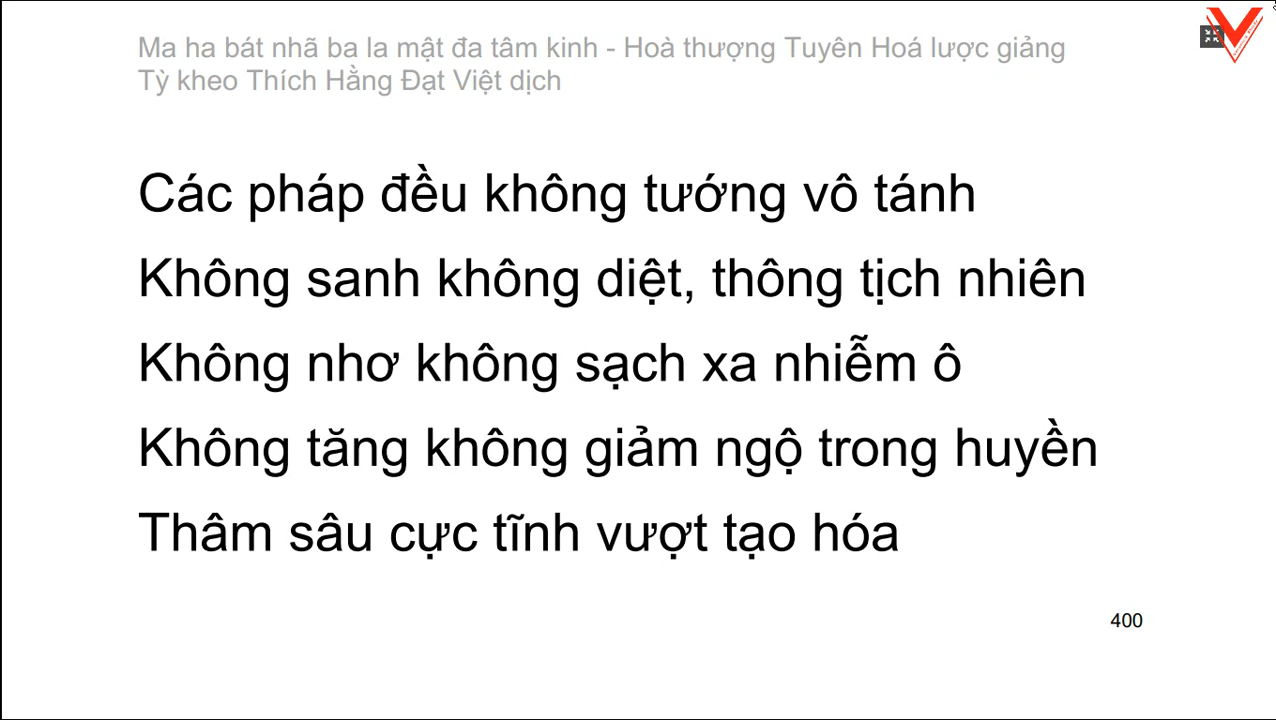 Ma ha bát nhã ba la mật đa tâm kinh - Hoà thượng Tuyên Hoá lược giảng
Tỳ kheo Thích Hằng Đạt Việt dịch
Các pháp đều không tướng vô tánh
Không sanh không diệt, thông tịch nhiên
Không nhơ không sạch xa nhiễm ô
Không tăng không giảm ngộ trong huyền
Thâm sâu cực tĩnh vượt tạo hóa
400